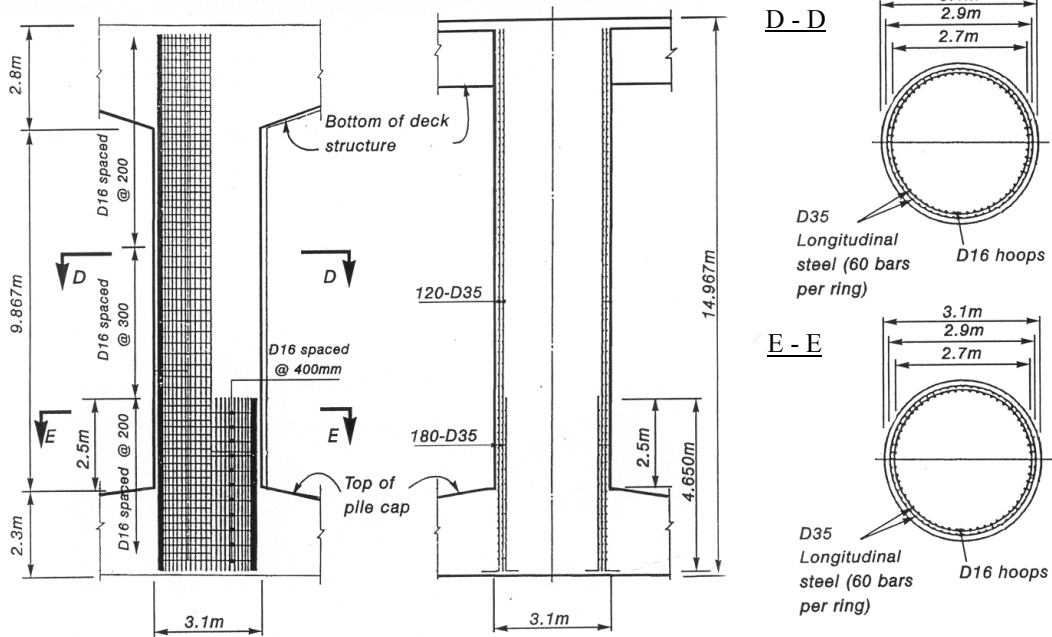 2.8m
9.867m
2.3m
D16 spaced
@ 200
D16 spaced
@ 300
D16 spaced @ 200
2.5m
D
D
E
E
3.1m
Bottom of deck
structure
D16 spaced
@ 400mm
Top of
pile cap
120-D35
180-D35
2.5m
4.650m
14.967m
3.1m
D - D
2.9m
2.7m
D35
Longitudinal
steel (60 bars
per ring)
D16 hoops
E - E
3.1m
2.9m
2.7m
D35
Longitudinal
steel (60 bars
per ring)
D16 hoops